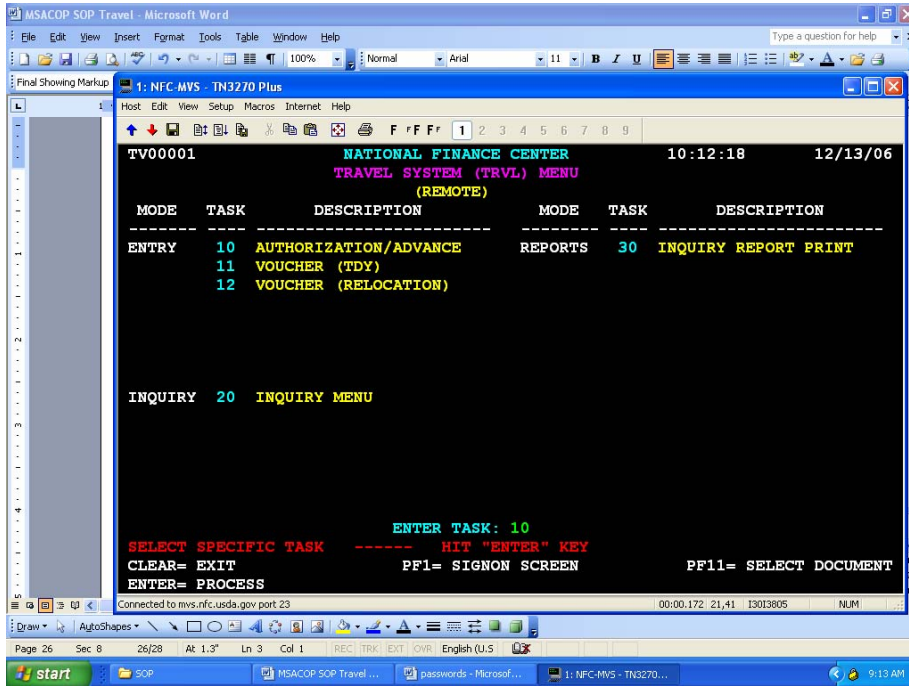 MSACOP SOP Travel - Microsoft Word
File Edit View Insert Format Tools Table Window Help Type a question for help
100% Normal Arial 11 B I U
Final Showing Markup
1: NFC-MVS - TN3270 Plus
Host Edit View Setup Macros Internet Help
1 2 3 4 5 6 7 8 9
TV00001 NATIONAL FINANCE CENTER 10:12:18 12/13/06
TRAVEL SYSTEM (TRVL) MENU
(REMOTE)
MODE TASK DESCRIPTION MODE TASK DESCRIPTION
------- ---- ------------------------- ------- ---- ------------------------
ENTRY 10 AUTHORIZATION/ADVANCE REPORTS 30 INQUIRY REPORT PRINT
11 VOUCHER (TDY)
12 VOUCHER (RELOCATION)
INQUIRY 20 INQUIRY MENU
ENTER TASK: 10
SELECT SPECIFIC TASK ------ HIT "ENTER" KEY
CLEAR= EXIT PF1= SIGNON SCREEN PF11= SELECT DOCUMENT
ENTER= PROCESS
Connected to mvs.nfc.usda.gov port 23 00:00.172 21,41 I30I3805 NUM
Draw AutoShapes
Page 26 Sec 8 26/28 At 1.3" Ln 3 Col 1 REC TRK EXT OVR English (U.S
start SOP MSACOP SOP Travel ... passwords - Microsof... 1: NFC-MVS - TN3270... 9:13 AM